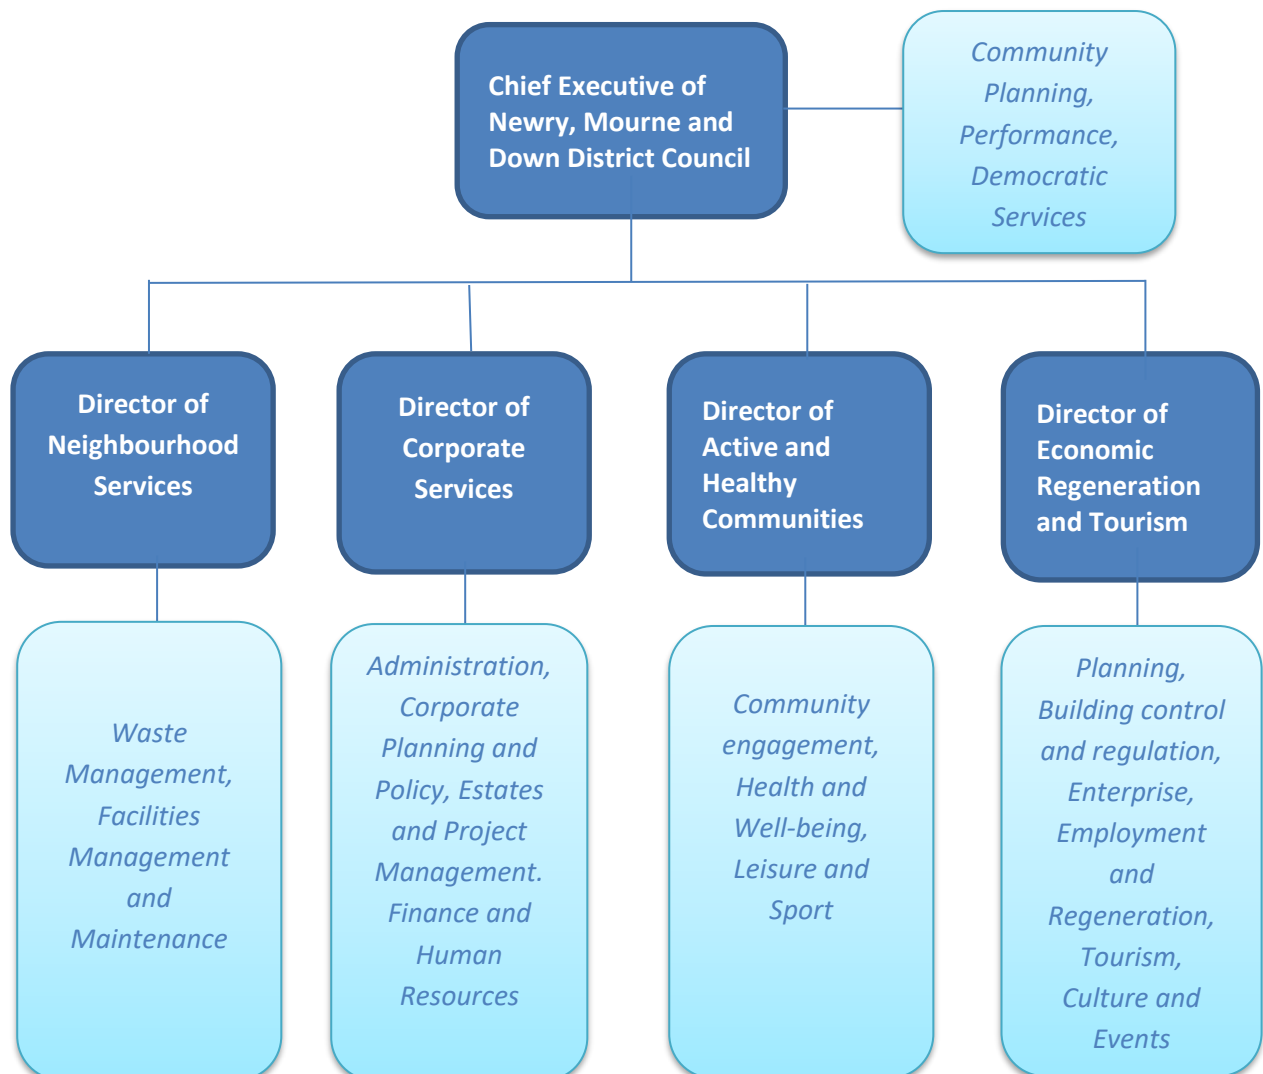 Chief Executive of
Newry, Mourne and
Down District Council
Community
Planning,
Performance,
Democratic
Services
Director of
Neighbourhood
Services
Director of
Corporate
Services
Director of
Active and
Healthy
Communities
Director of
Economic
Regeneration
and Tourism
Waste
Management,
Facilities
Management
and
Maintenance
Administration,
Corporate
Planning and
Policy, Estates
and Project
Management.
Finance and
Human
Resources
Community
engagement,
Health and
Well-being,
Leisure and
Sport
Planning,
Building control
and regulation,
Enterprise,
Employment
and
Regeneration,
Tourism,
Culture and
Events